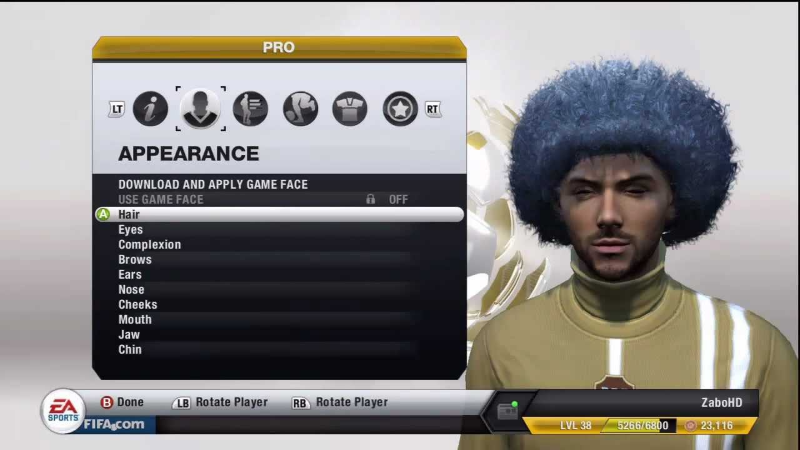 PRO
LT
RT
APPEARANCE
DOWNLOAD AND APPLY GAME FACE
USE GAME FACE OFF
A Hair
Eyes
Complexion
Brows
Ears
Nose
Cheeks
Mouth
Jaw
Chin
EA SPORTS
B Done LB Rotate Player RB Rotate Player
ZaboHD
FIFA.com
LVL 38 5266/6800 23,116